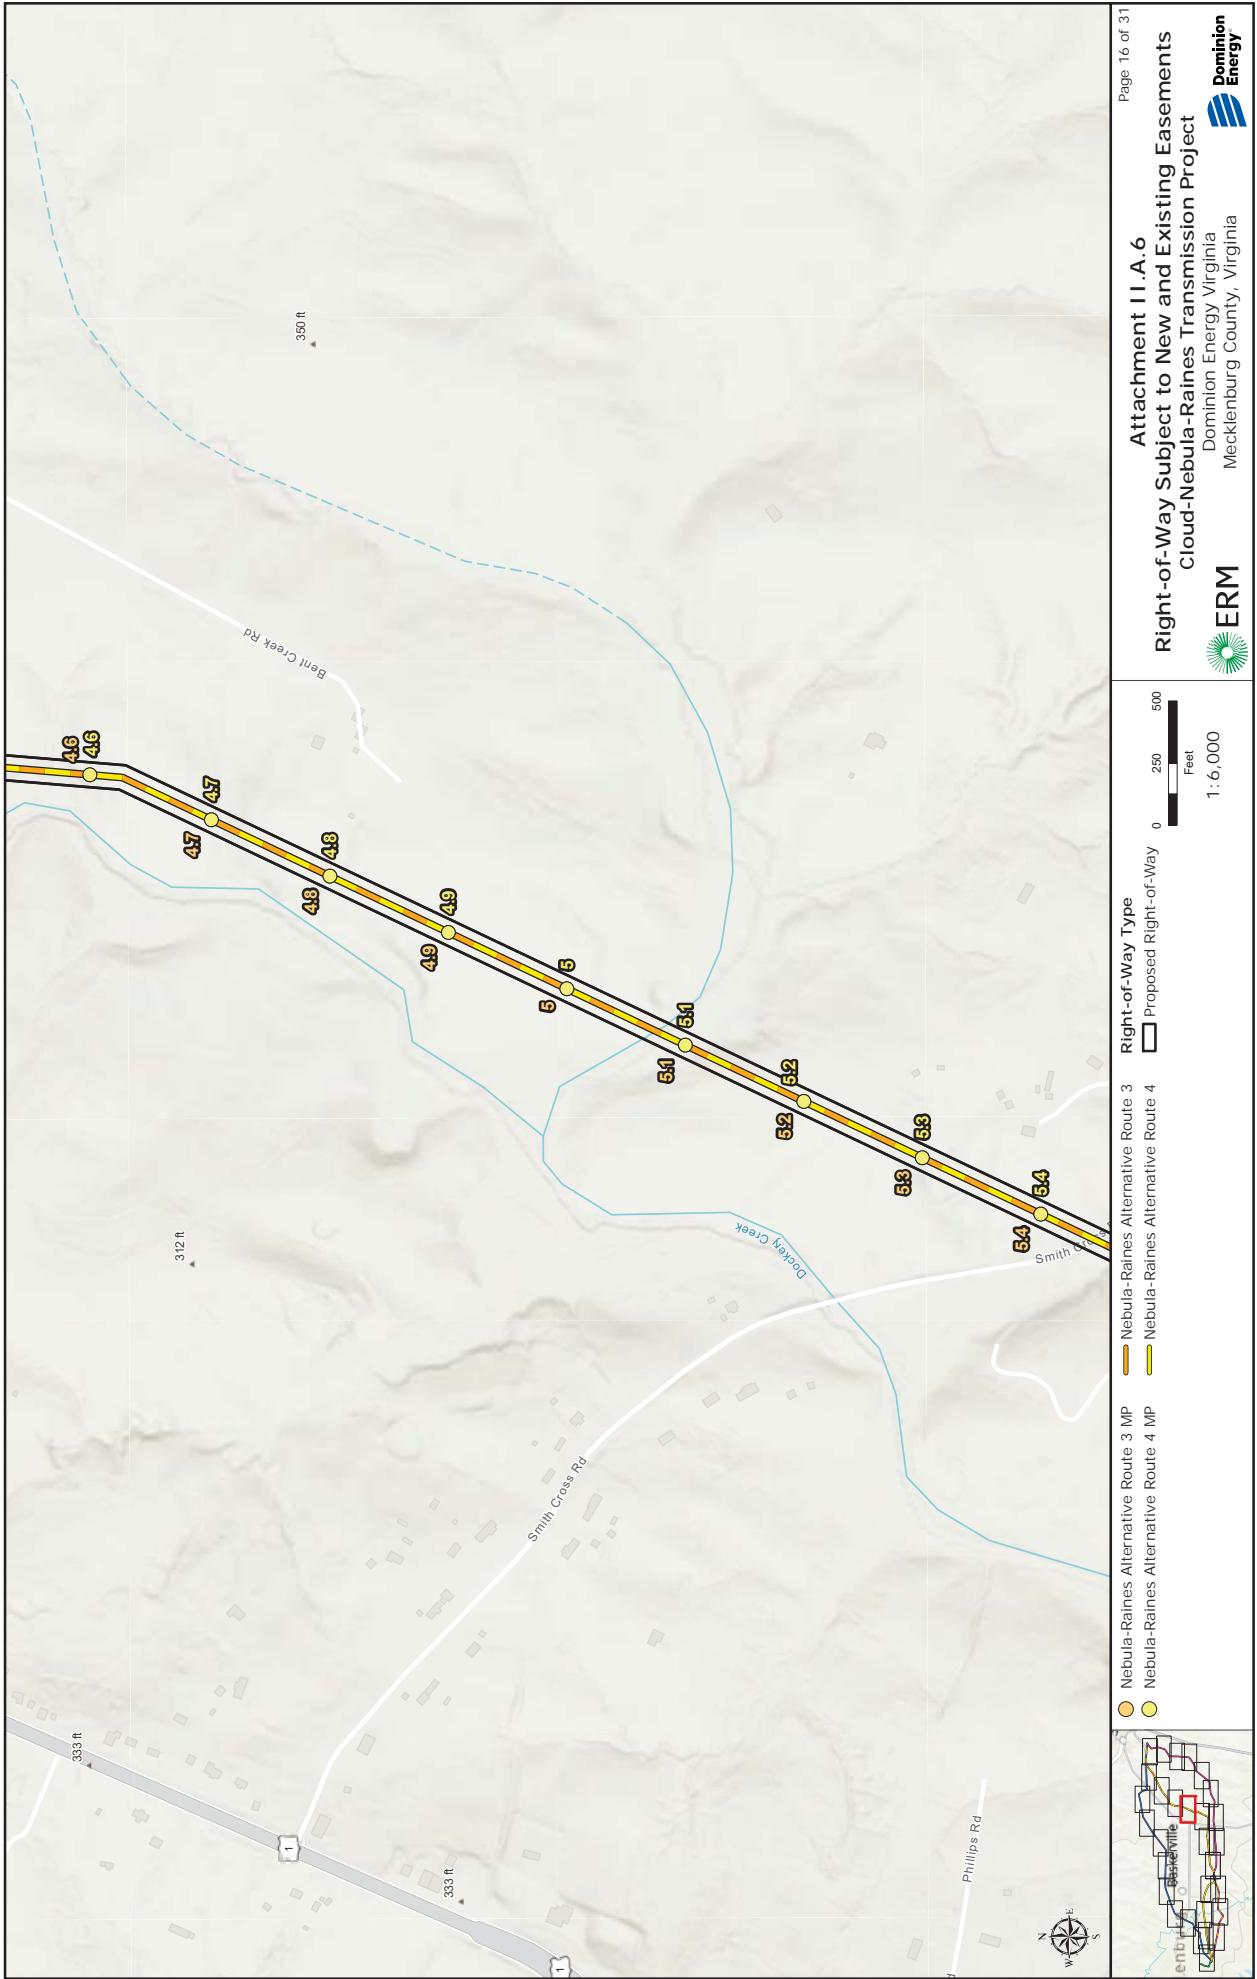 333 ft
1
333 ft
1
312 ft
350 ft
Bent Creek Rd
Smith Cross Rd
Dockery Creek
Smith Cross
Phillips Rd
4.6
4.6
4.7
4.7
4.8
4.8
4.9
4.9
5
5
5.1
5.1
5.2
5.2
5.3
5.3
5.4
5.4
N
W
E
S
enburg
Baskerville
Nebula-Raines Alternative Route 3 MP
Nebula-Raines Alternative Route 4 MP
Nebula-Raines Alternative Route 3
Nebula-Raines Alternative Route 4
Right-of-Way Type
Proposed Right-of-Way
0 250 500
Feet
1:6,000
Page 16 of 31
Attachment II.A.6
Right-of-Way Subject to New and Existing Easements
Cloud-Nebula-Raines Transmission Project
Dominion Energy Virginia
Mecklenburg County, Virginia
ERM
Dominion
Energy